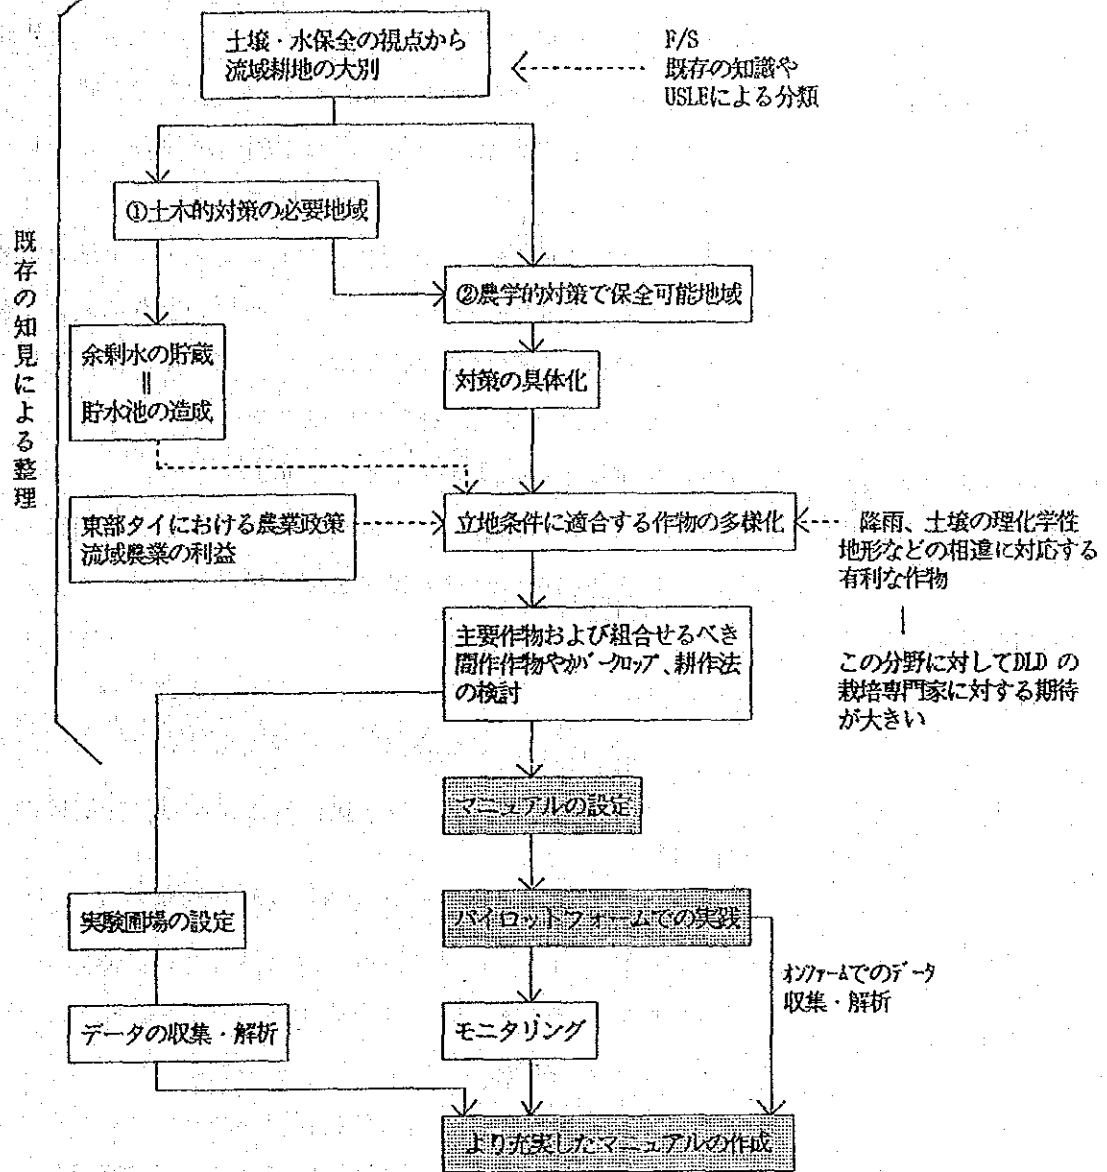 土壌・水保全の視点から
流域耕地の大別
F/S
既存の知識や
USLEによる分類
①土木的対策の必要地域
②農学的対策で保全可能地域
既存の知見による整理
余剰水の貯蔵
‖
貯水池の造成
対策の具体化
東部タイにおける農業政策
流域農業の利益
立地条件に適合する作物の多様化
降雨、土壌の理化学性
地形などの相違に対応する
有利な作物
主要作物および組合せるべき
間作作物やカバークロップ、耕作法
の検討
この分野に対してDLD の
栽培専門家に対する期待
が大きい
マニュアルの設定
実験圃場の設定
パイロットフォームでの実践
オンファームでのデータ
収集・解析
データの収集・解析
モニタリング
より充実したマニュアルの作成